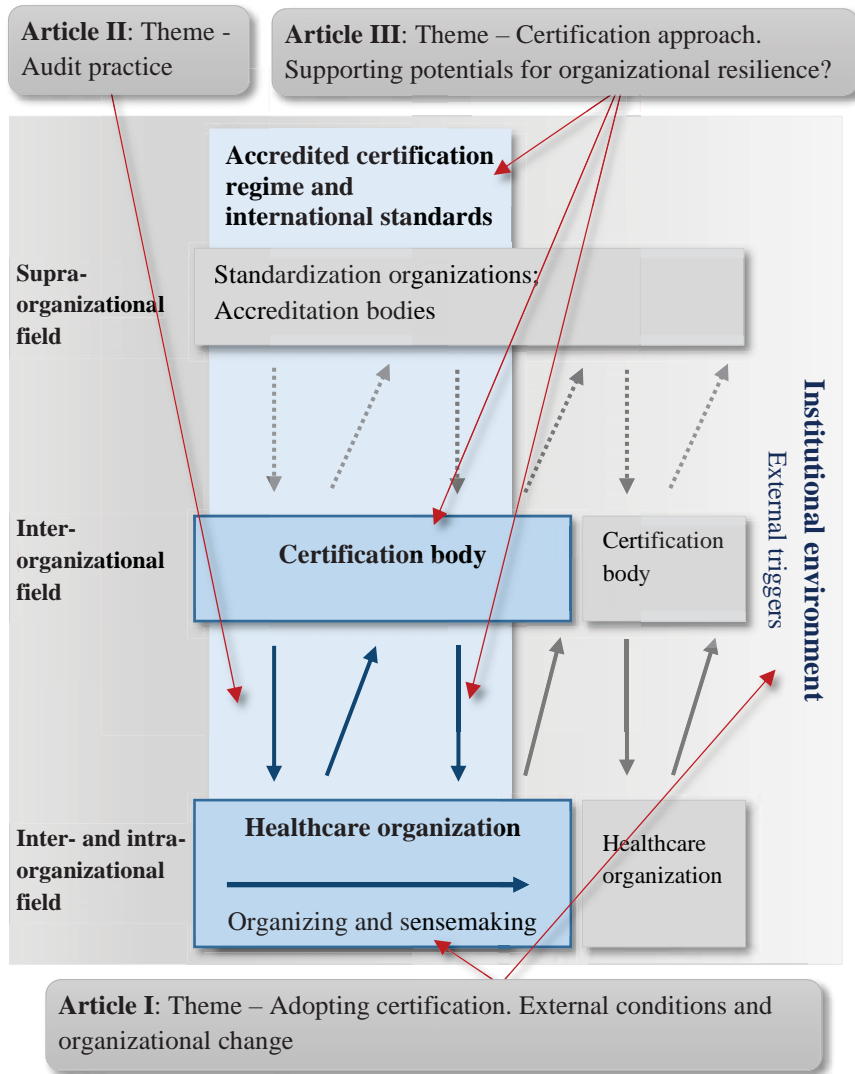 Article II: Theme -
Audit practice
Article III: Theme – Certification approach.
Supporting potentials for organizational resilience?
Accredited certification
regime and
international standards
Supra-
organizational
field
Standardization organizations;
Accreditation bodies
Institutional environment
External triggers
Inter-
organizational
field
Certification body
Certification
body
Inter- and intra-
organizational
field
Healthcare organization
Organizing and sensemaking
Healthcare
organization
Article I: Theme – Adopting certification. External conditions and
organizational change